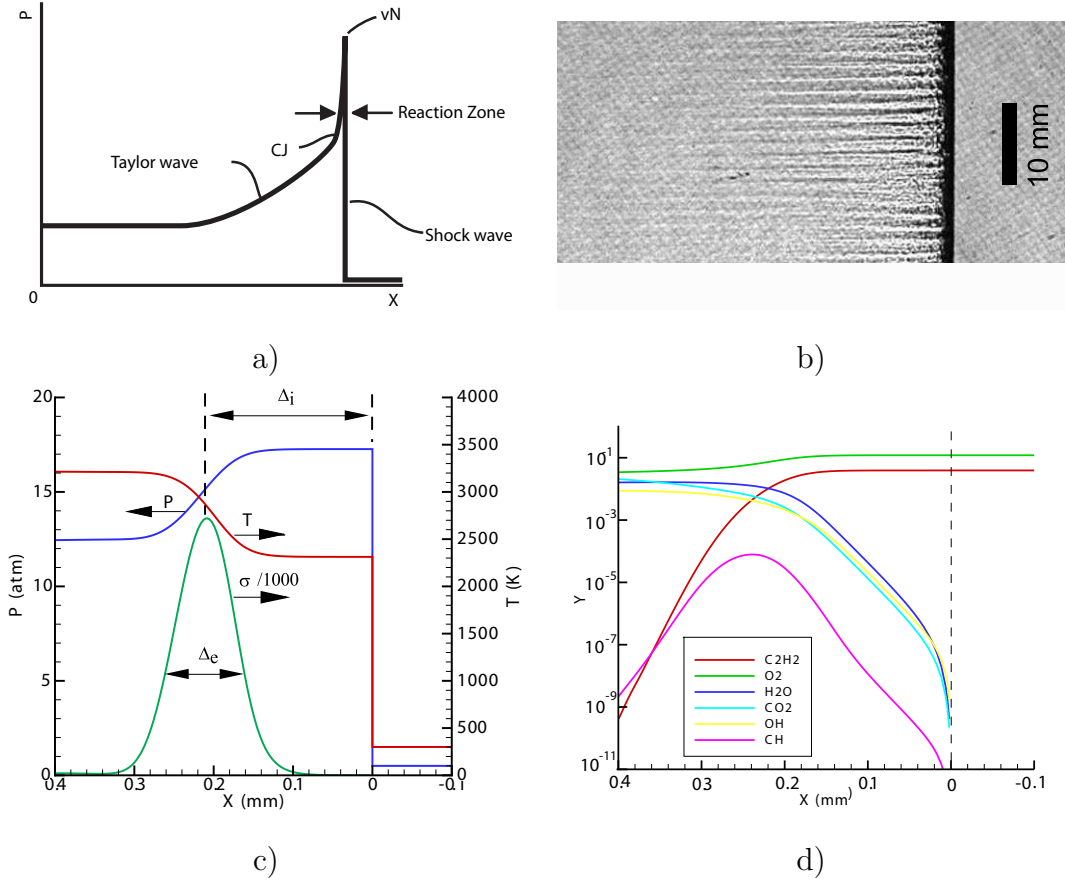 P
vN
Reaction Zone
CJ
Taylor wave
Shock wave
0
X
a)
10 mm
b)
20
15
10
5
0
P (atm)
4000
3500
3000
2500
2000
1500
1000
500
0
T (K)
Δi
P
T
σ /1000
Δe
0.4
0.3
0.2
0.1
0
-0.1
X (mm)
c)
10^1
10^-3
10^-5
10^-7
10^-9
10^-11
Y
C2H2
O2
H2O
CO2
OH
CH
0.4
0.3
0.2
0.1
0
-0.1
X (mm)
d)